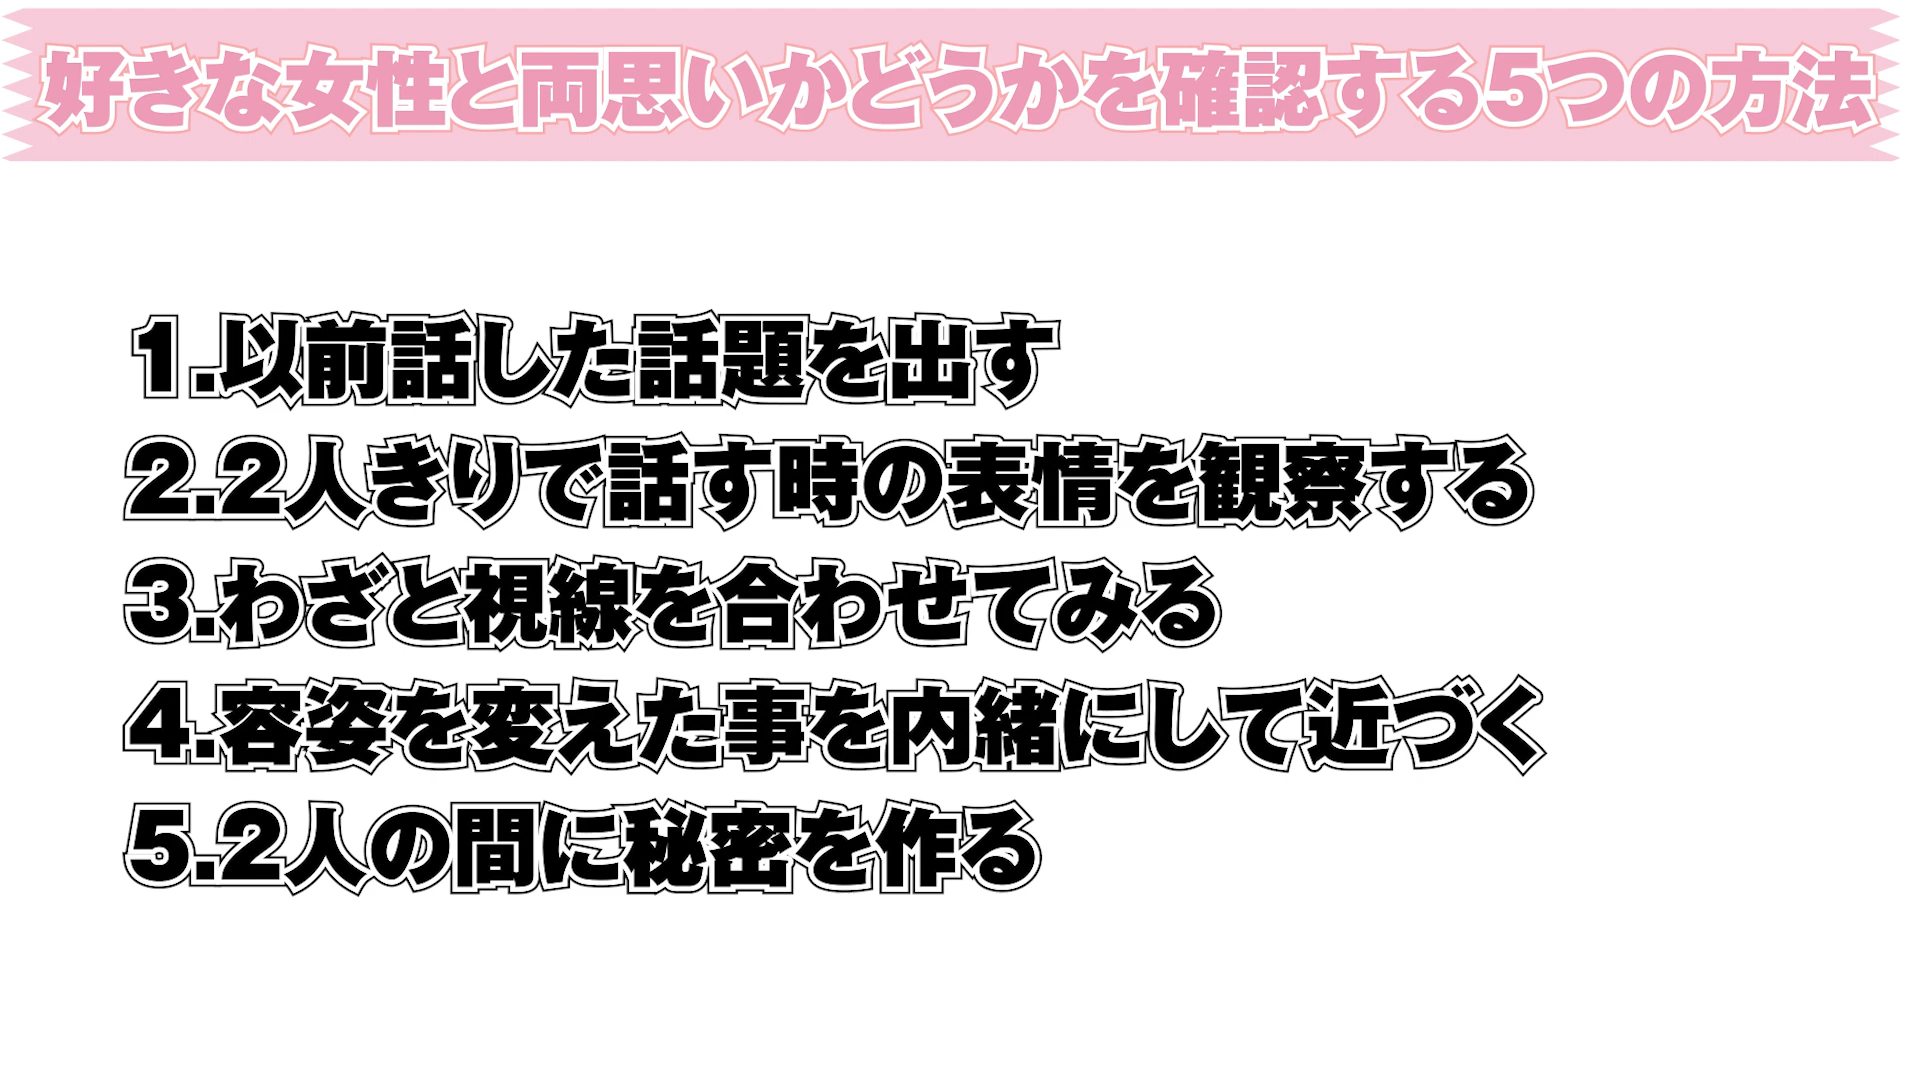 好きな女性と両思いかどうかを確認する5つの方法
1.以前話した話題を出す
2.2人きりで話す時の表情を観察する
3.わざと視線を合わせてみる
4.容姿を変えた事を内緒にして近づく
5.2人の間に秘密を作る